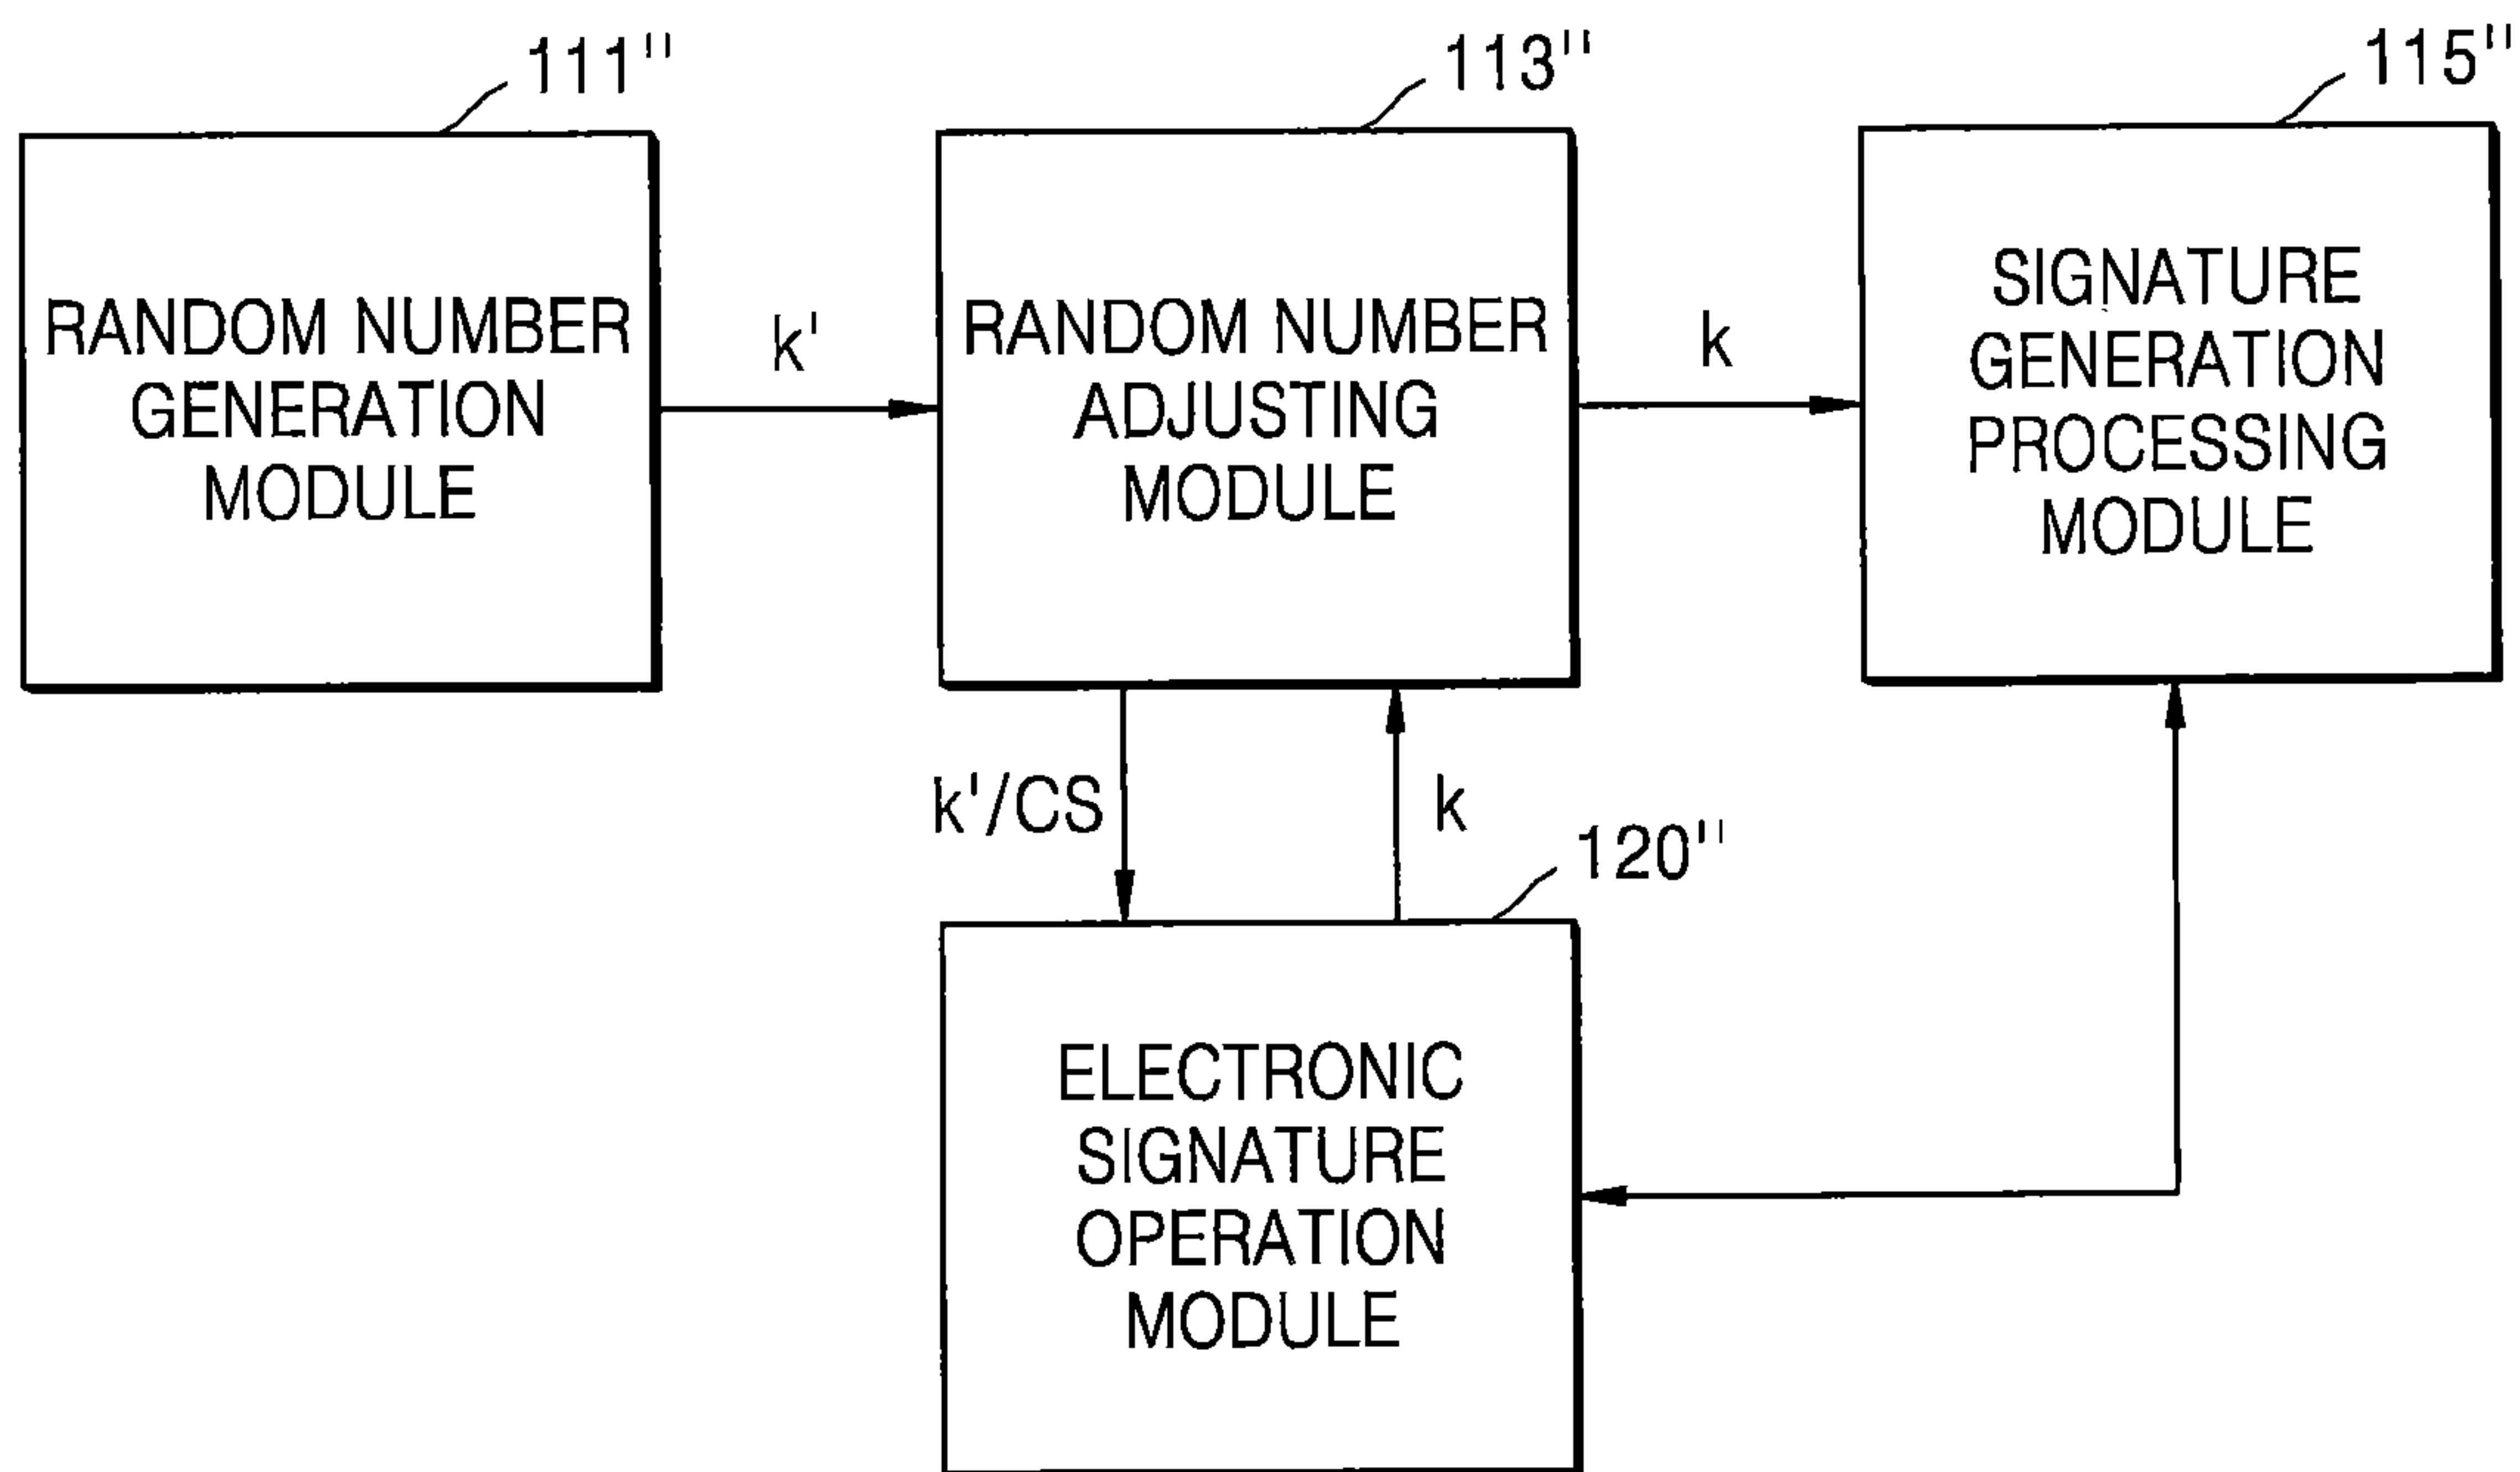 111"
113"
115"
RANDOM NUMBER
GENERATION
MODULE
k'
RANDOM NUMBER
ADJUSTING
MODULE
k
SIGNATURE
GENERATION
PROCESSING
MODULE
k'/CS
k
120"
ELECTRONIC
SIGNATURE
OPERATION
MODULE